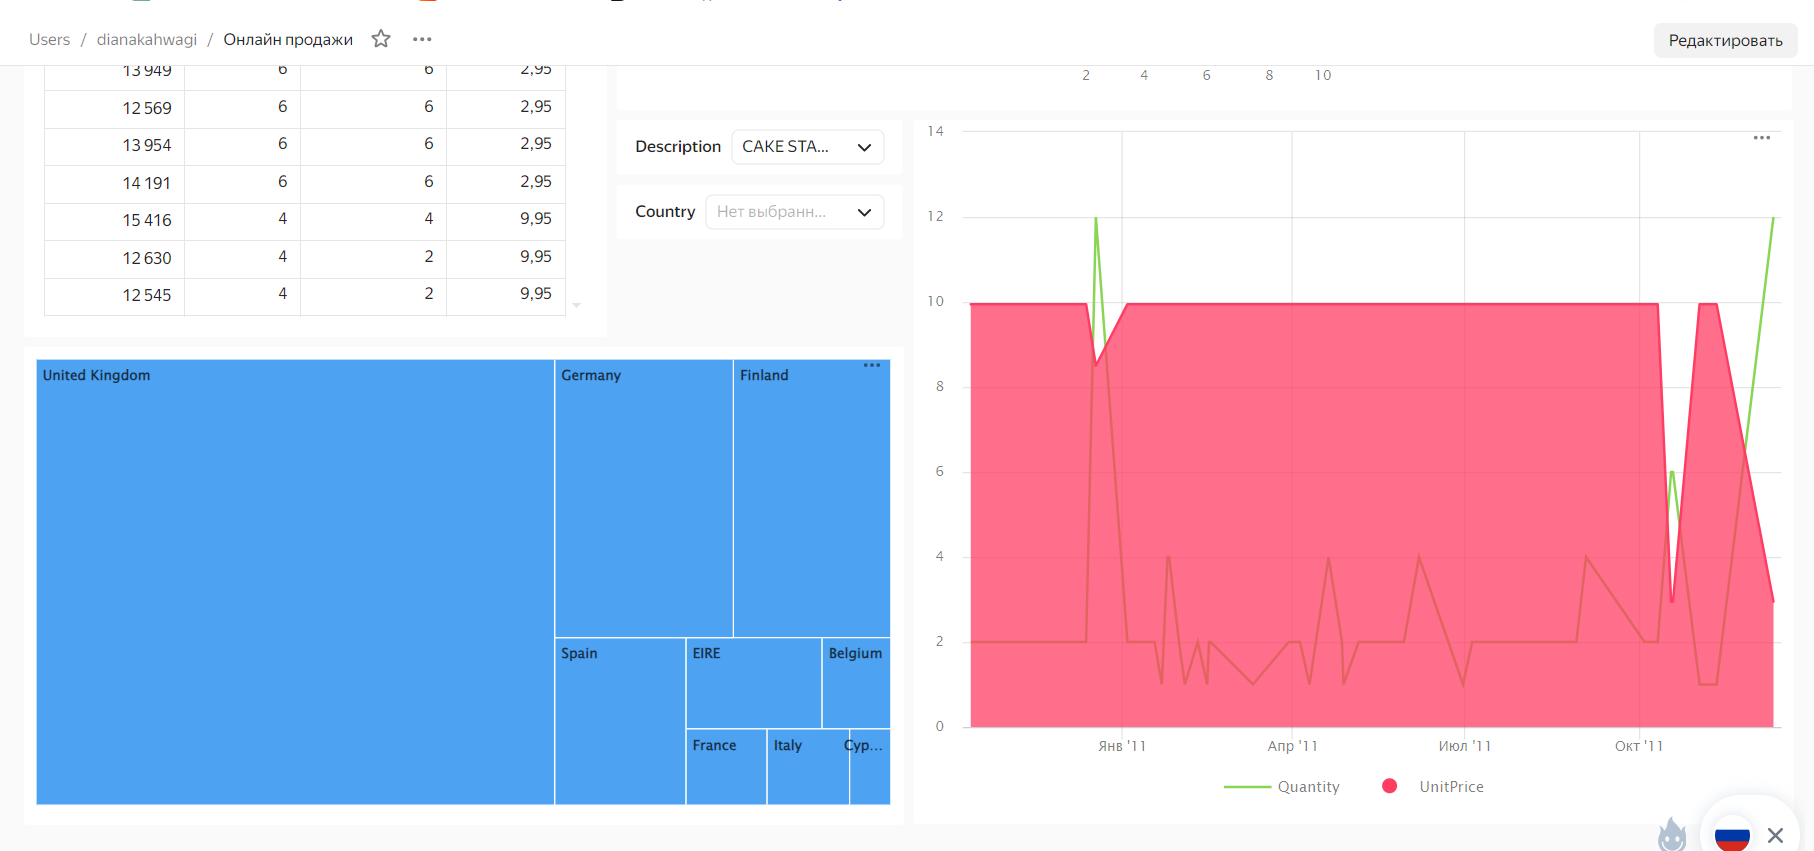 Users / dianakahwagi / Онлайн продажи
Редактировать
13 949 6 6 2,95
12 569 6 6 2,95
13 954 6 6 2,95
14 191 6 6 2,95
15 416 4 4 9,95
12 630 4 2 9,95
12 545 4 2 9,95
2 4 6 8 10
Description CAKE STA...
Country Нет выбранн...
United Kingdom
Germany
Finland
Spain
EIRE
Belgium
France
Italy
Cyp...
14
12
10
8
6
4
2
0
Янв '11 Апр '11 Июл '11 Окт '11
Quantity UnitPrice